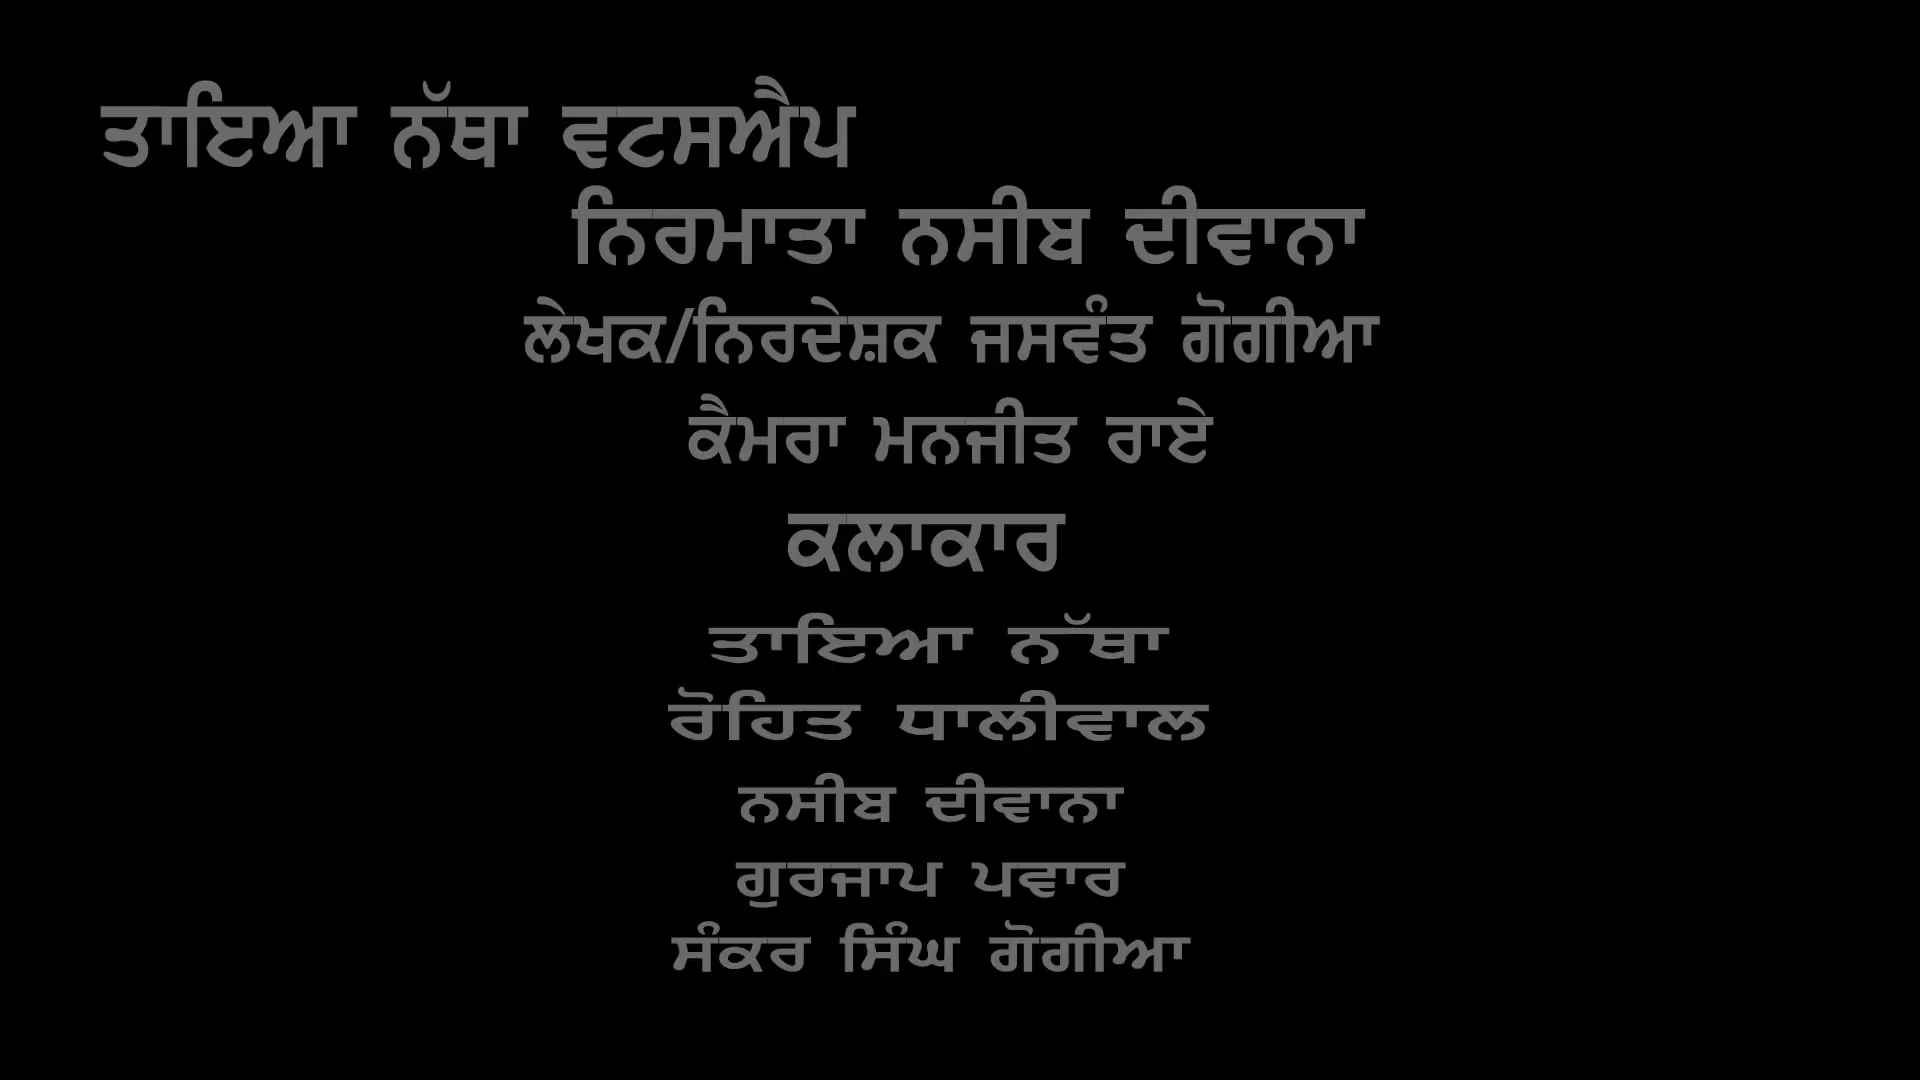 ਤਾਇਆ ਨੱਥਾ ਵਟਸਐਪ
ਨਿਰਮਾਤਾ ਨਸੀਬ ਦੀਵਾਨਾ
ਲੇਖਕ/ਨਿਰਦੇਸ਼ਕ ਜਸਵੰਤ ਗੋਗੀਆ
ਕੈਮਰਾ ਮਨਜੀਤ ਰਾਏ
ਕਲਾਕਾਰ
ਤਾਇਆ ਨੱਥਾ
ਰੋਹਿਤ ਧਾਲੀਵਾਲ
ਨਸੀਬ ਦੀਵਾਨਾ
ਗੁਰਜਾਪ ਪਵਾਰ
ਸੰਕਰ ਸਿੰਘ ਗੋਗੀਆ